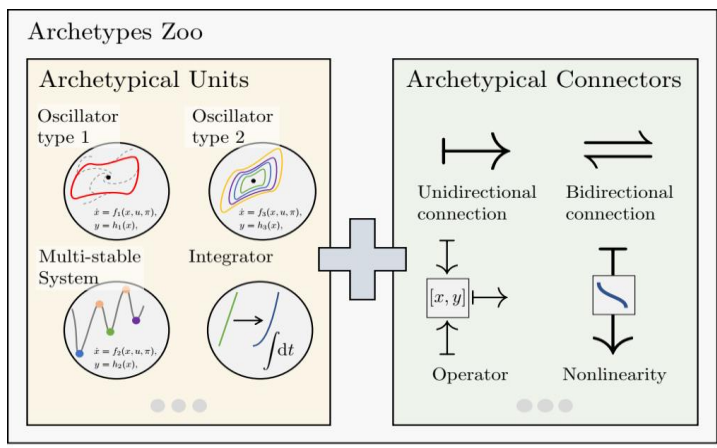 Archetypes Zoo
Archetypical Units
Oscillator
type 1
Oscillator
type 2
ẋ = f₁(x, u, π),
y = h₁(x),
ẋ = f₃(x, u, π),
y = h₃(x),
Multi-stable
System
Integrator
ẋ = f₂(x, u, π),
y = h₂(x),
∫dt
Archetypical Connectors
Unidirectional
connection
Bidirectional
connection
[x, y]
Operator
Nonlinearity